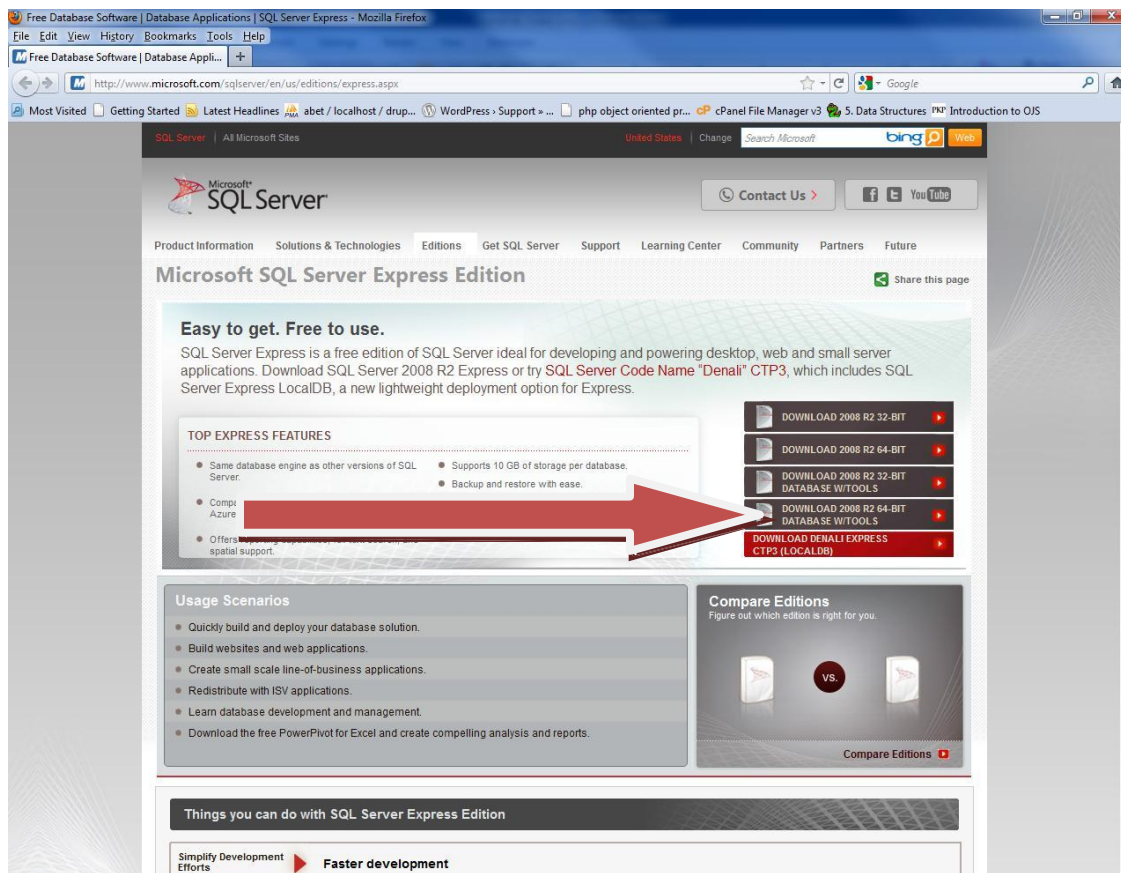 Free Database Software | Database Applications | SQL Server Express - Mozilla Firefox
File Edit View History Bookmarks Tools Help
Free Database Software | Database Appli... +
http://www.microsoft.com/sqlserver/en/us/editions/express.aspx
Google
Most Visited Getting Started Latest Headlines abet / localhost / drup... WordPress › Support » ... php object oriented pr... cPanel File Manager v3 5. Data Structures Introduction to OJS
SQL Server | All Microsoft Sites
United States | Change Search Microsoft bing Web
Microsoft
SQL Server
Contact Us >
You Tube
Product Information Solutions & Technologies Editions Get SQL Server Support Learning Center Community Partners Future
Microsoft SQL Server Express Edition
Share this page
Easy to get. Free to use.
SQL Server Express is a free edition of SQL Server ideal for developing and powering desktop, web and small server
applications. Download SQL Server 2008 R2 Express or try SQL Server Code Name "Denali" CTP3, which includes SQL
Server Express LocalDB, a new lightweight deployment option for Express.
TOP EXPRESS FEATURES
Same database engine as other versions of SQL
Server.
Azure
Offers
spatial support.
Supports 10 GB of storage per database.
Backup and restore with ease.
DOWNLOAD 2008 R2 32-BIT
DOWNLOAD 2008 R2 64-BIT
DOWNLOAD 2008 R2 32-BIT
DATABASE W/TOOLS
DOWNLOAD 2008 R2 64-BIT
DATABASE W/TOOLS
DOWNLOAD DENALI EXPRESS
CTP3 (LOCALDB)
Usage Scenarios
Quickly build and deploy your database solution.
Build websites and web applications.
Create small scale line-of-business applications.
Redistribute with ISV applications.
Learn database development and management.
Download the free PowerPivot for Excel and create compelling analysis and reports.
Compare Editions
Figure out which edition is right for you.
VS.
Compare Editions
Things you can do with SQL Server Express Edition
Simplify Development
Efforts
Faster development